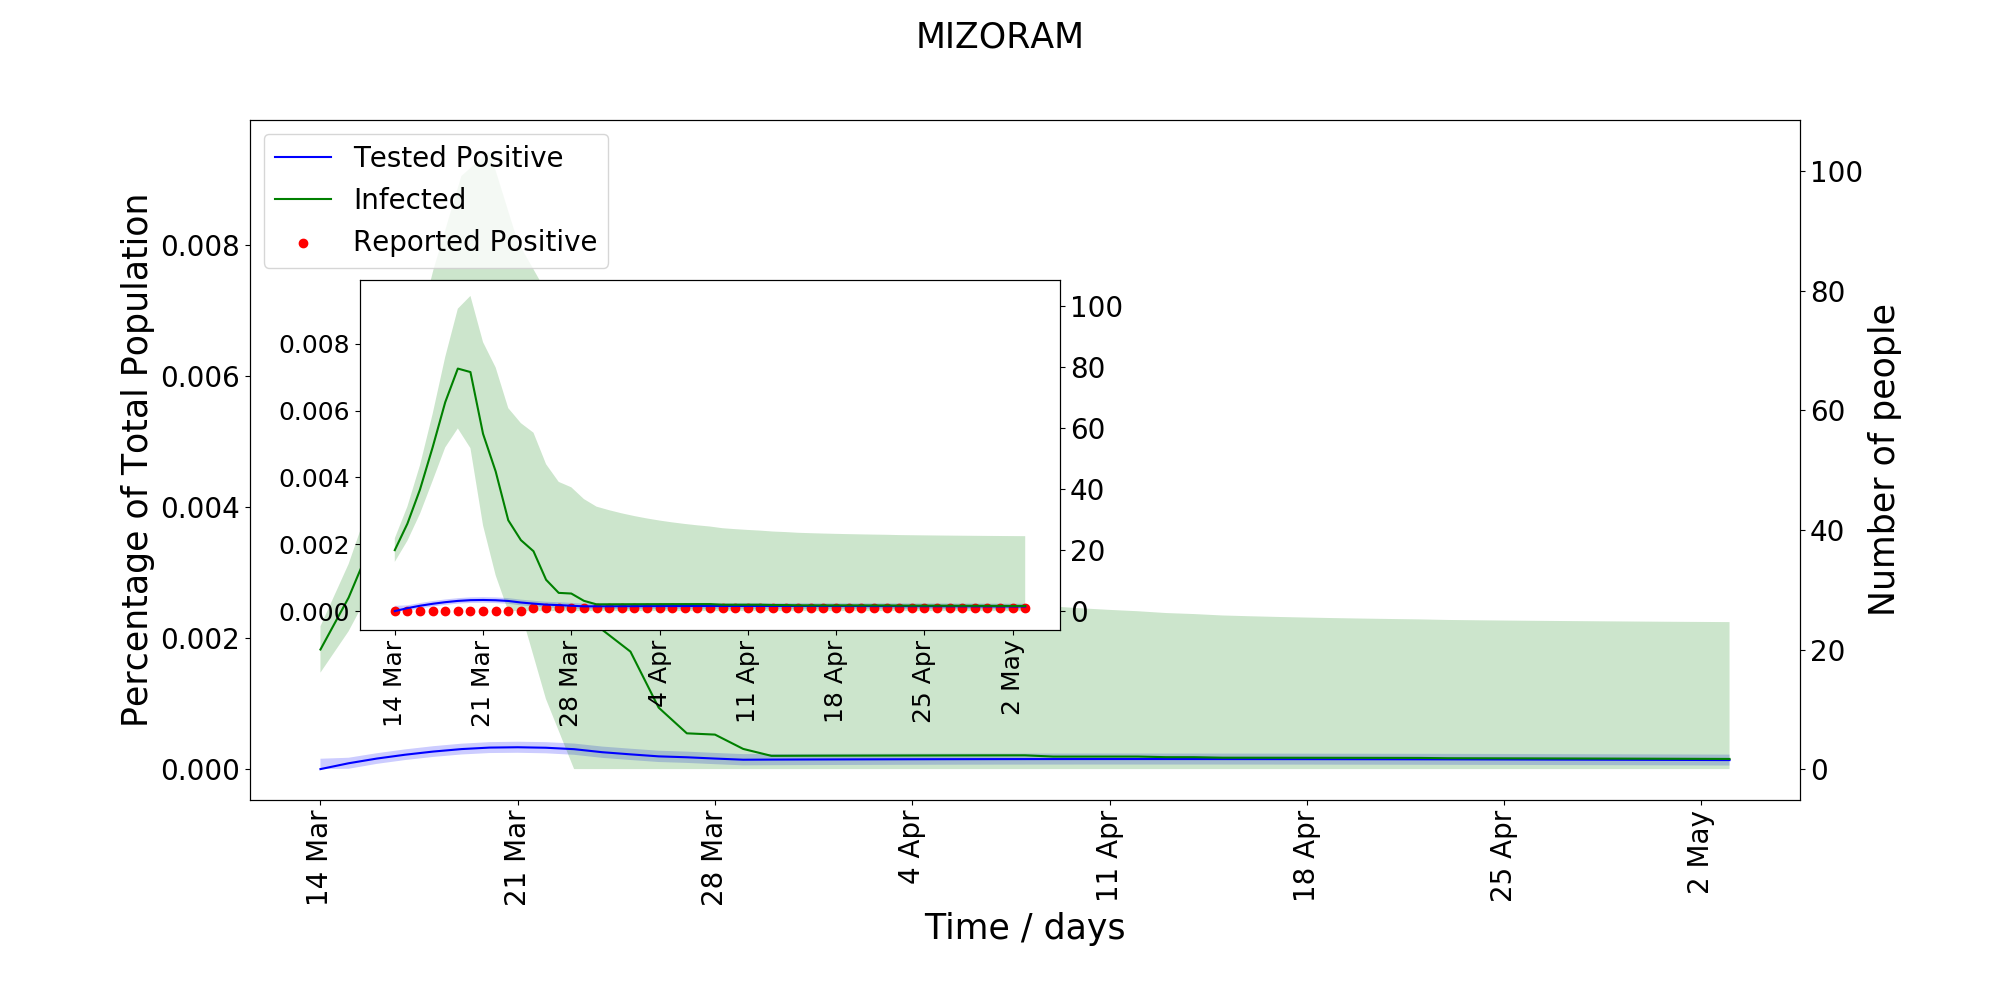 MIZORAM
Tested Positive
Infected
Reported Positive
Percentage of Total Population
0.008
0.006
0.004
0.002
0.000
0.008
0.006
0.004
0.002
0.000
100
80
60
40
20
0
14 Mar
21 Mar
28 Mar
4 Apr
11 Apr
18 Apr
25 Apr
2 May
100
80
60
40
20
0
Number of people
14 Mar
21 Mar
28 Mar
4 Apr
11 Apr
18 Apr
25 Apr
2 May
Time / days